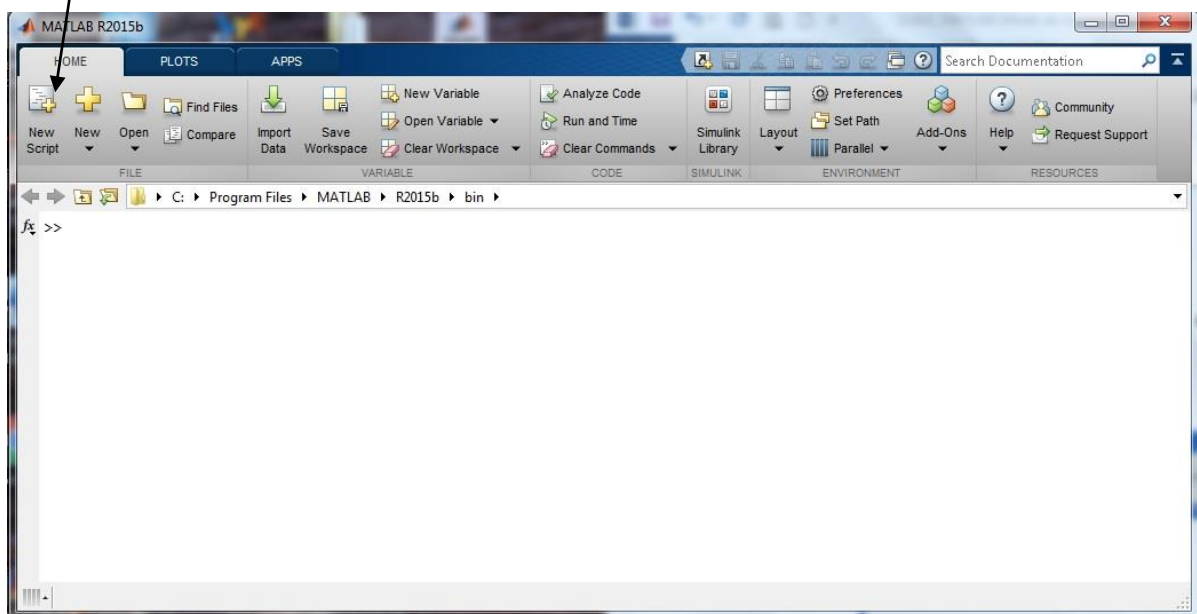 MATLAB R2015b
HOME PLOTS APPS Search Documentation
New Script New Open Find Files Compare Import Data Save Workspace New Variable Open Variable Clear Workspace Analyze Code Run and Time Clear Commands Simulink Library Layout Preferences Set Path Parallel Add-Ons Help Community Request Support
FILE VARIABLE CODE SIMULINK ENVIRONMENT RESOURCES
C: Program Files MATLAB R2015b bin
fx >>